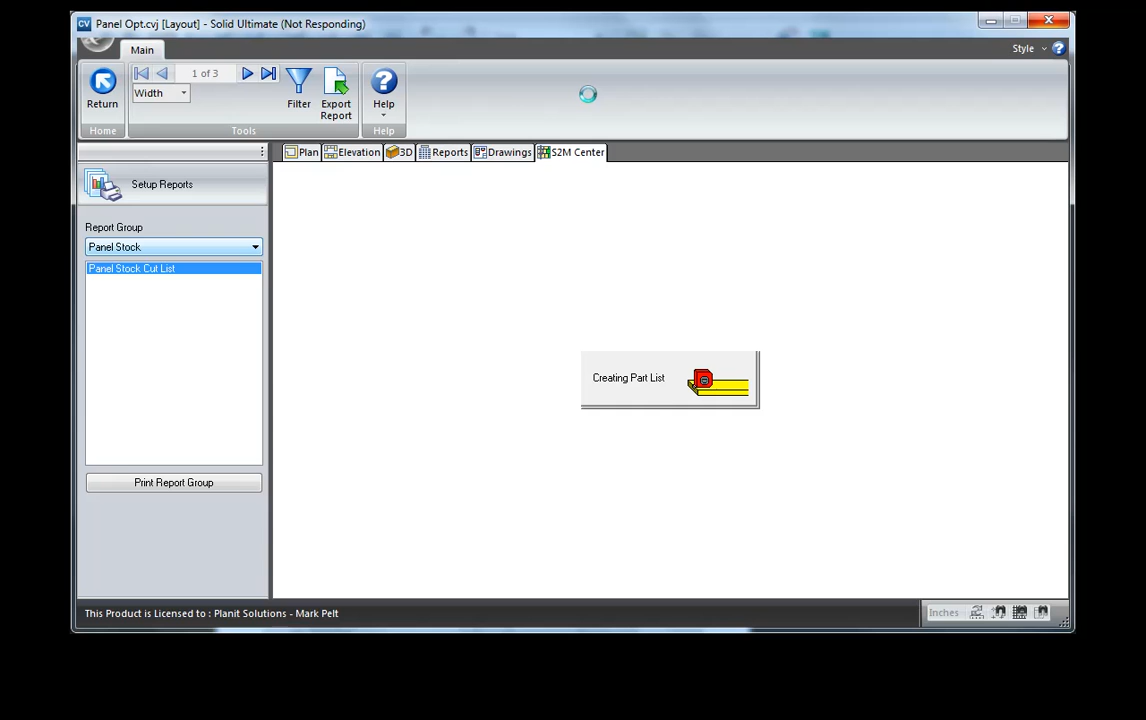 CV Panel Opt.cvj [Layout] - Solid Ultimate (Not Responding)
Main
Style
Return
1 of 3
Width
Filter
Export Report
Help
Home
Tools
Help
Plan
Elevation
3D
Reports
Drawings
S2M Center
Setup Reports
Report Group
Panel Stock
Panel Stock Cut List
Creating Part List
Print Report Group
This Product is Licensed to : Planit Solutions - Mark Pelt
Inches